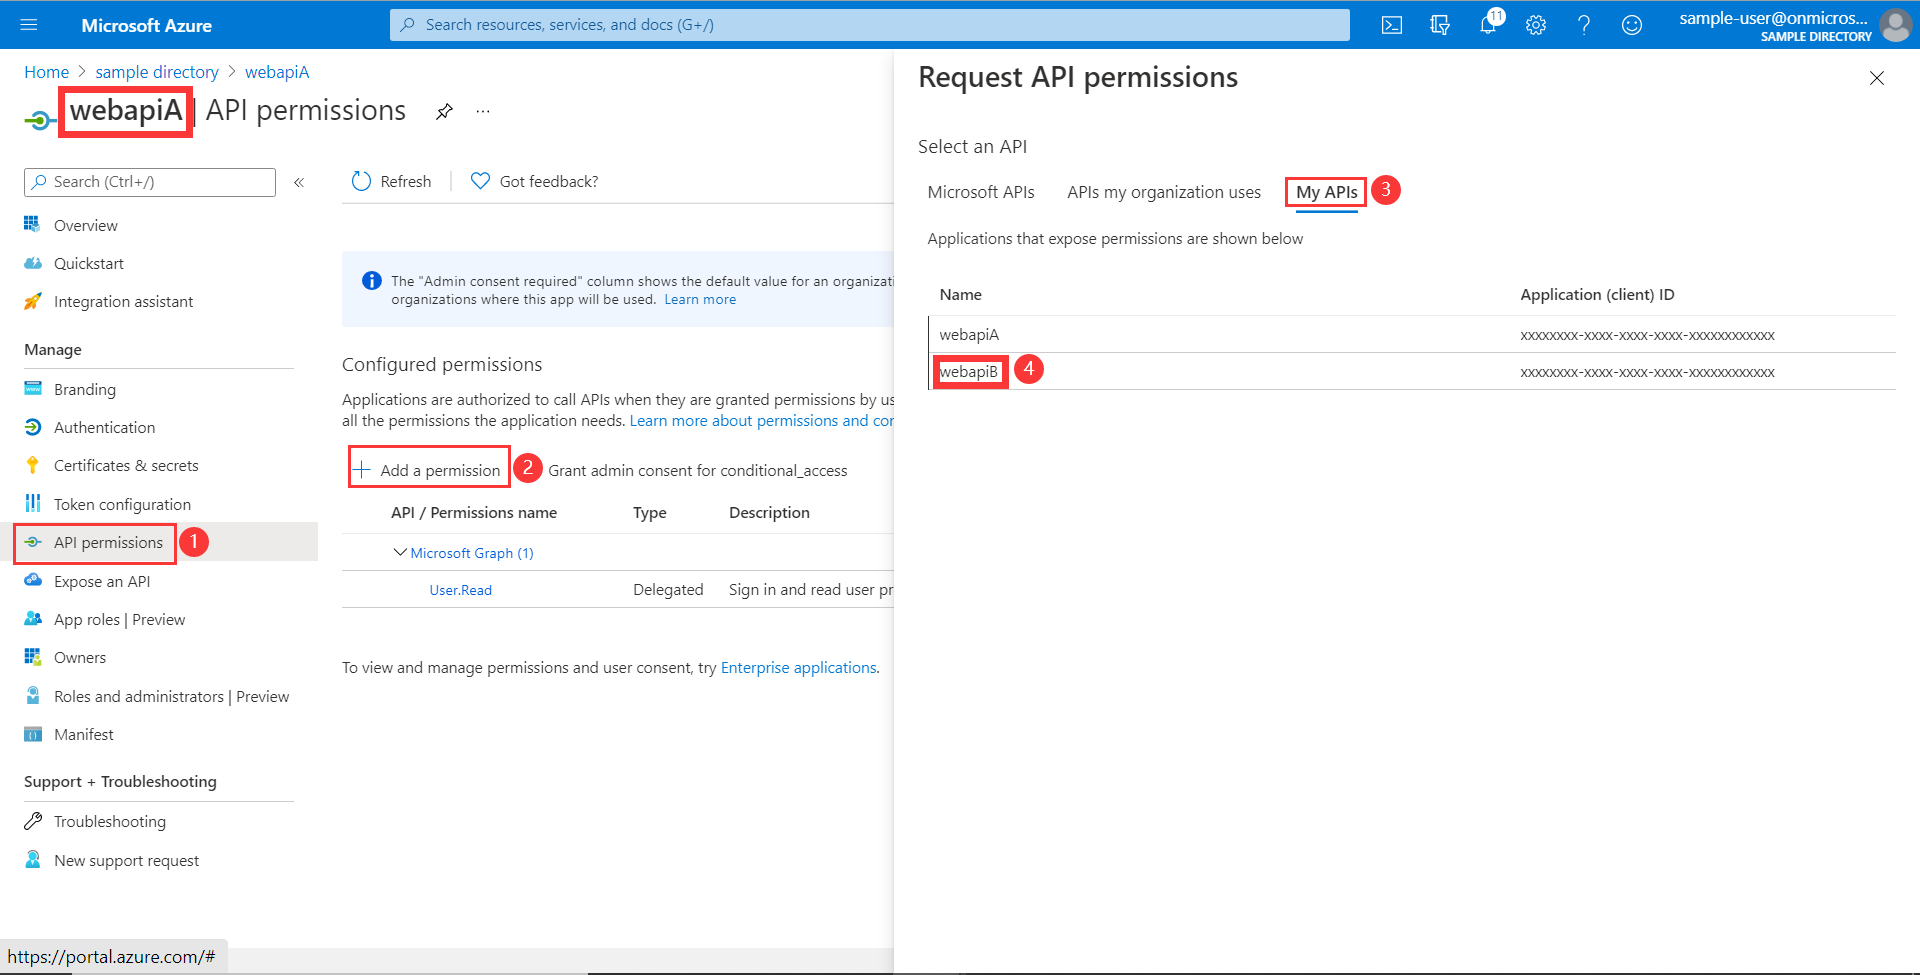 Microsoft Azure
Search resources, services, and docs (G+/)
11
sample-user@onmicros...
SAMPLE DIRECTORY
Home > sample directory > webapiA
webapiA | API permissions
...
Search (Ctrl+/)
«
Overview
Quickstart
Integration assistant
Manage
Branding
Authentication
Certificates & secrets
Token configuration
API permissions
1
Expose an API
App roles | Preview
Owners
Roles and administrators | Preview
Manifest
Support + Troubleshooting
Troubleshooting
New support request
https://portal.azure.com/#
Refresh
Got feedback?
The "Admin consent required" column shows the default value for an organizati
organizations where this app will be used. Learn more
Configured permissions
Applications are authorized to call APIs when they are granted permissions by us
all the permissions the application needs. Learn more about permissions and con
Add a permission
2
Grant admin consent for conditional_access
API / Permissions name Type Description
Microsoft Graph (1)
User.Read Delegated Sign in and read user pr
To view and manage permissions and user consent, try Enterprise applications.
Request API permissions
Select an API
Microsoft APIs APIs my organization uses My APIs
3
Applications that expose permissions are shown below
Name Application (client) ID
webapiA xxxxxxxx-xxxx-xxxx-xxxx-xxxxxxxxxxxx
webapiB 4 xxxxxxxx-xxxx-xxxx-xxxx-xxxxxxxxxxxx